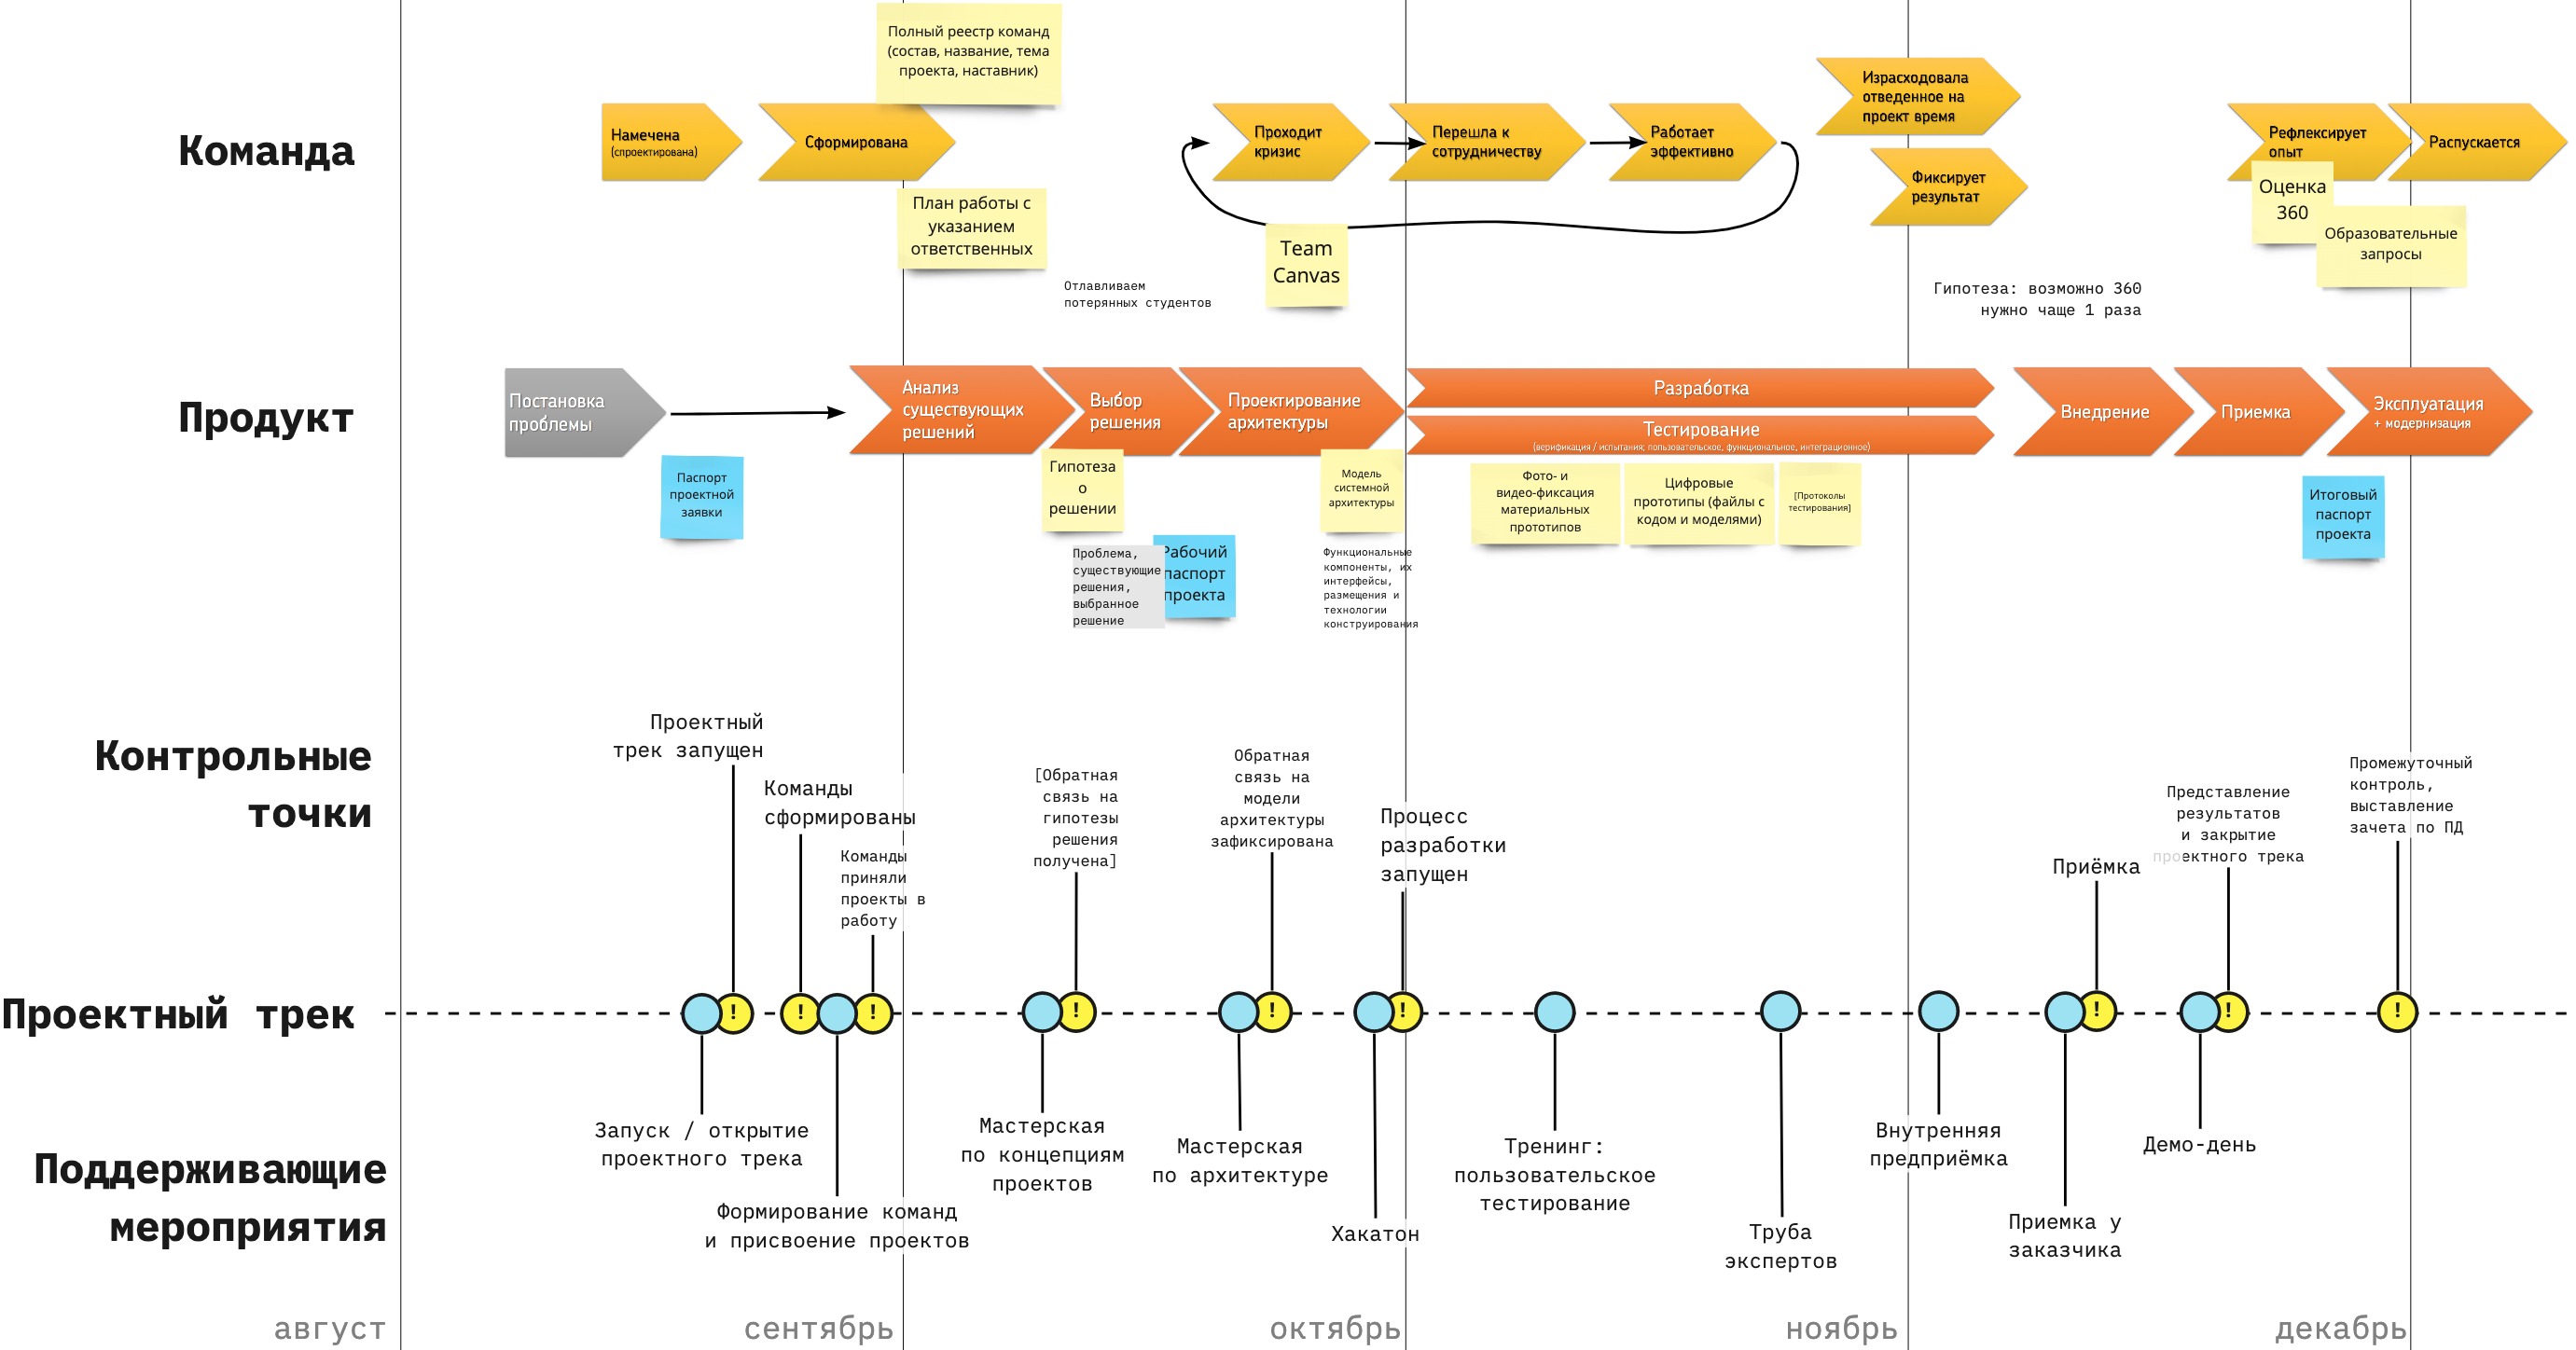 Команда
Намечена
(спроектирована)
Сформирована
Полный реестр команд
(состав, название, тема
проекта, наставник)
План работы с
указанием
ответственных
Отлавливаем
потерянных студентов
Проходит
кризис
Перешла к
сотрудничеству
Работает
эффективно
Team
Canvas
Израсходовала
отведенное на
проект время
Фиксирует
результат
Гипотеза: возможно 360
нужно чаще 1 раза
Рефлексирует
опыт
Распускается
Оценка
360
Образовательные
запросы
Продукт
Постановка
проблемы
Анализ
существующих
решений
Выбор
решения
Проектирование
архитектуры
Разработка
Тестирование
(верификация / испытания; пользовательское, функциональное, интеграционное)
Внедрение
Приемка
Эксплуатация
+ модернизация
Паспорт
проектной
заявки
Гипотеза
о
решении
Проблема,
существующие
решения,
выбранное
решение
Рабочий
паспорт
проекта
Модель
системной
архитектуры
Функциональные
компоненты, их
интерфейсы,
размещения и
технологии
конструирования
Фото- и
видео-фиксация
материальных
прототипов
Цифровые
прототипы (файлы с
кодом и моделями)
[Протоколы
тестирования]
Итоговый
паспорт
проекта
Контрольные
точки
Проектный
трек запущен
Команды
сформированы
Команды
приняли
проекты в
работу
[Обратная
связь на
гипотезы
решения
получена]
Обратная
связь на
модели
архитектуры
зафиксирована
Процесс
разработки
запущен
Приёмка
Представление
результатов
и закрытие
проектного трека
Промежуточный
контроль,
выставление
зачета по ПД
Проектный трек
! ! ! ! ! ! ! ! !
Поддерживающие
мероприятия
Запуск / открытие
проектного трека
Формирование команд
и присвоение проектов
Мастерская
по концепциям
проектов
Мастерская
по архитектуре
Хакатон
Тренинг:
пользовательское
тестирование
Труба
экспертов
Внутренняя
предприёмка
Приемка у
заказчика
Демо-день
август
сентябрь
октябрь
ноябрь
декабрь